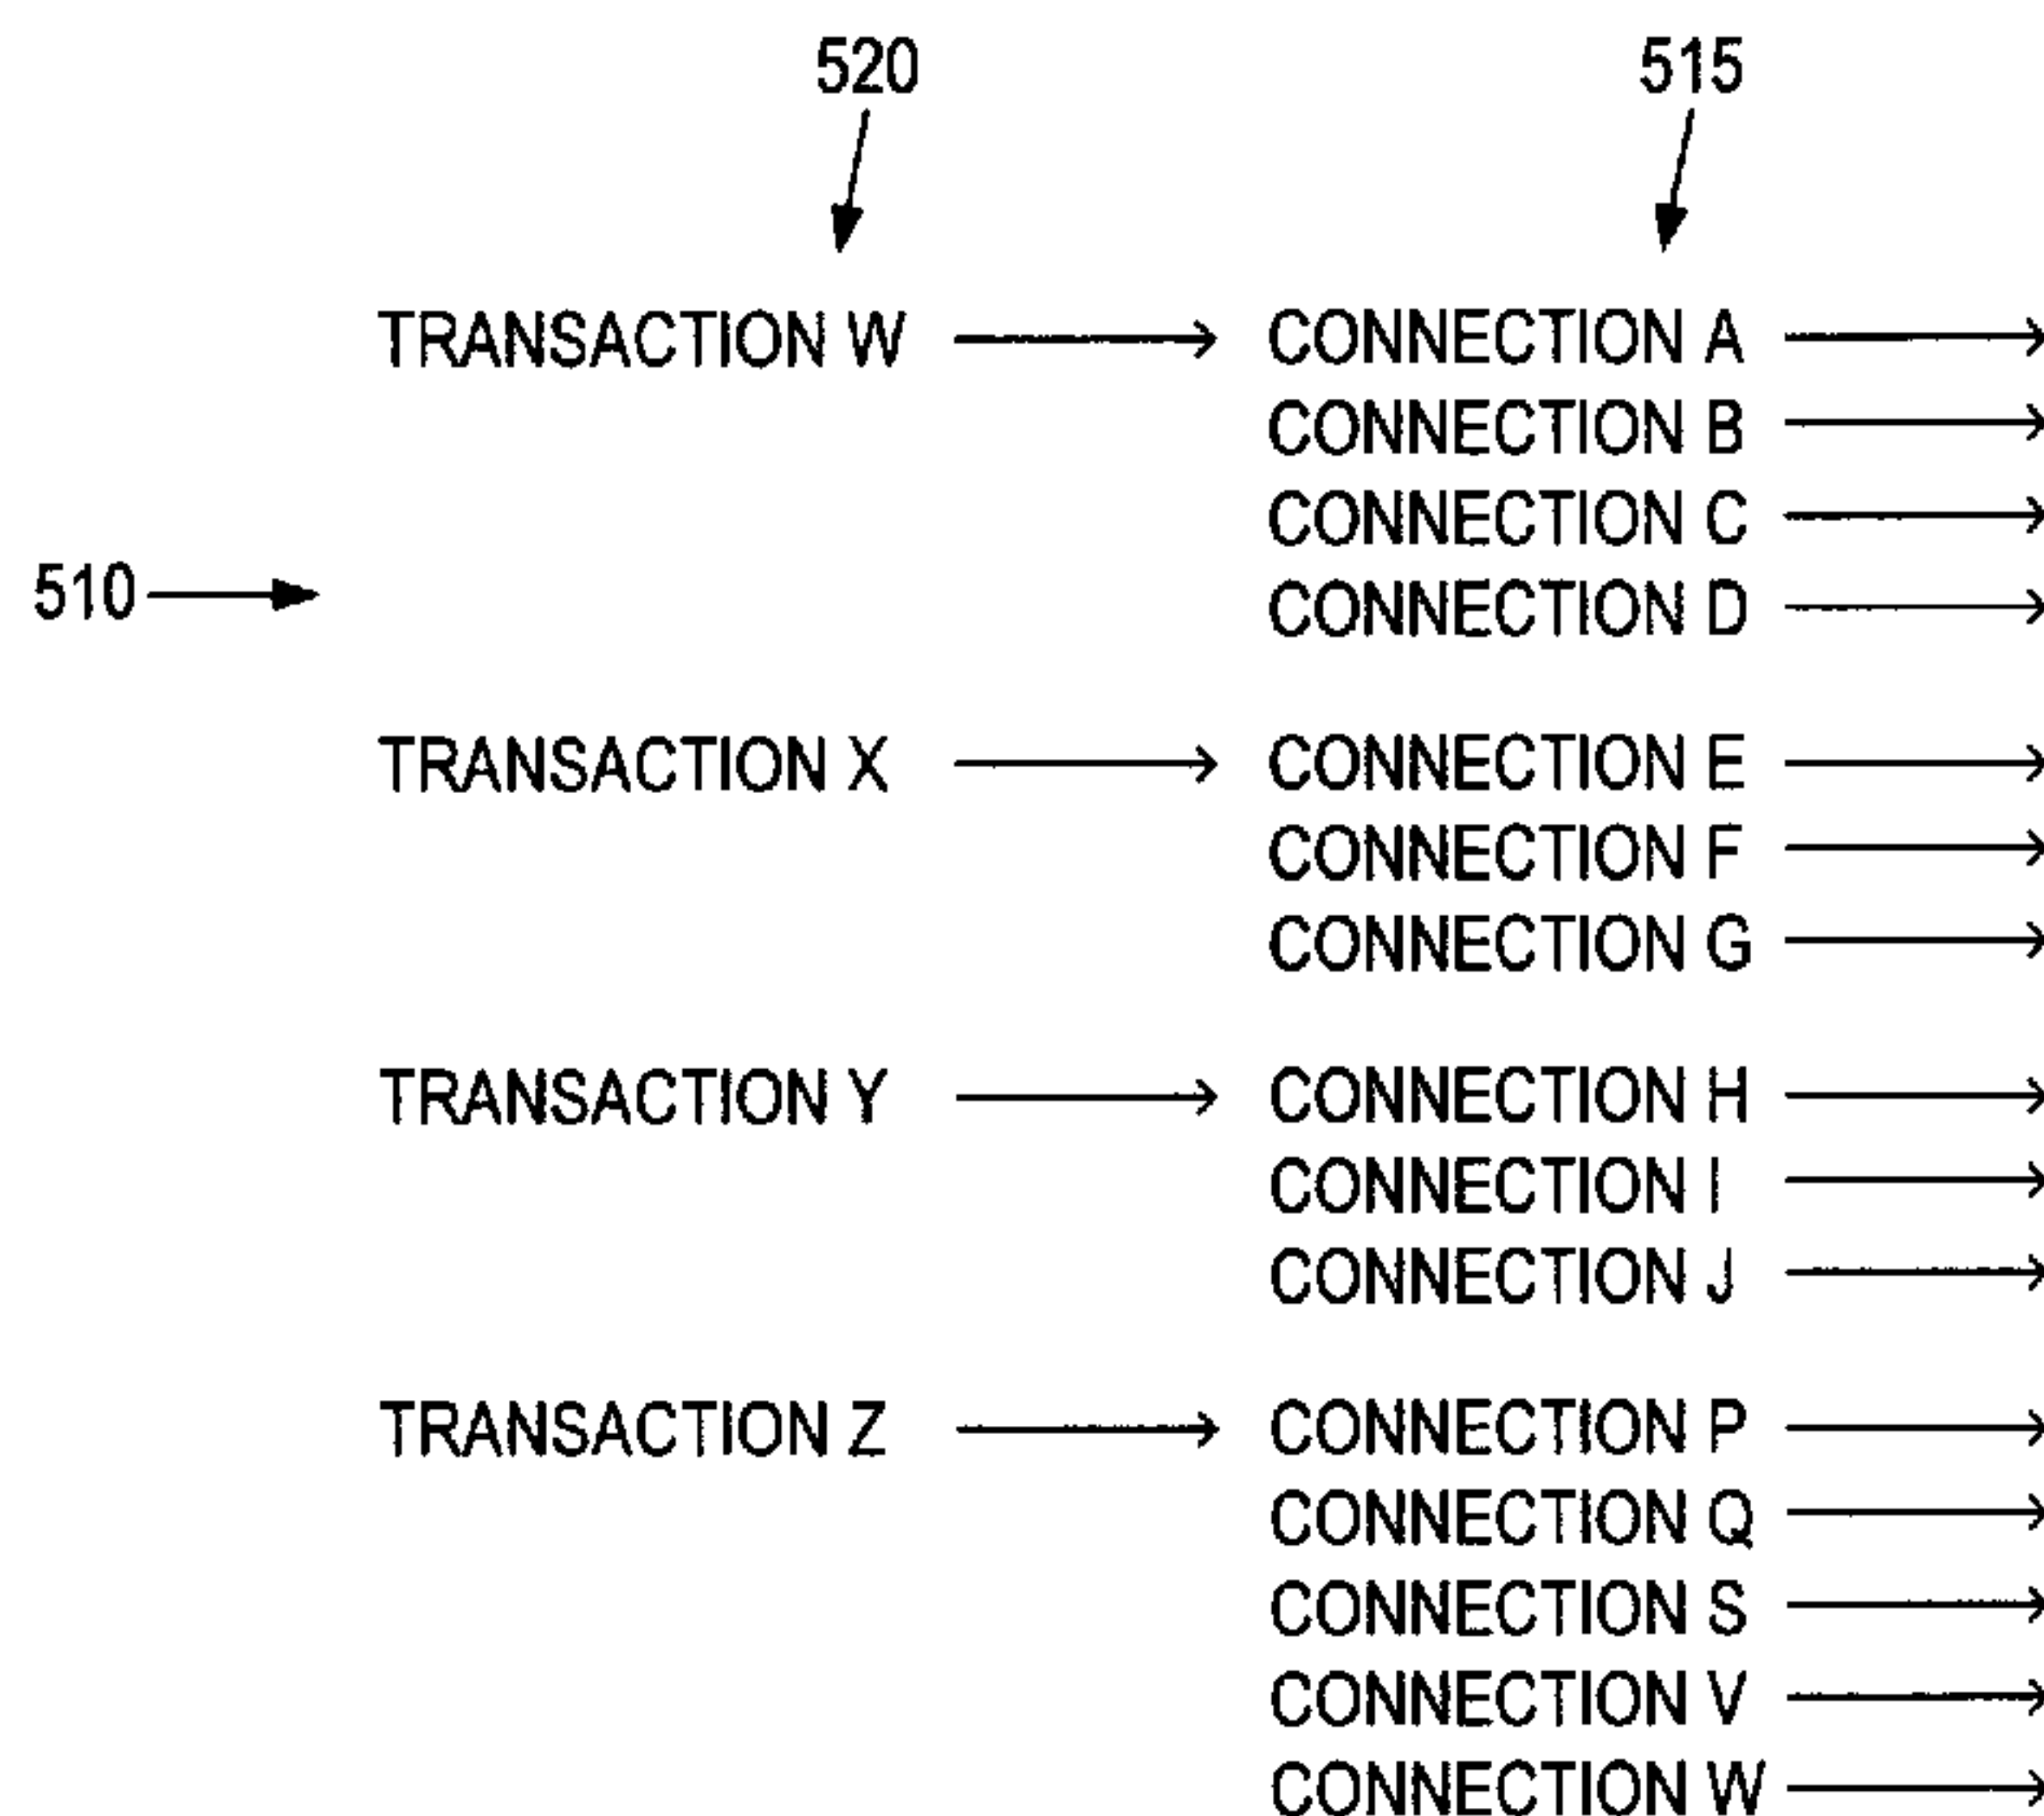 520 515
TRANSACTION W CONNECTION A
CONNECTION B
CONNECTION C
510 CONNECTION D
TRANSACTION X CONNECTION E
CONNECTION F
CONNECTION G
TRANSACTION Y CONNECTION H
CONNECTION I
CONNECTION J
TRANSACTION Z CONNECTION P
CONNECTION Q
CONNECTION S
CONNECTION V
CONNECTION W